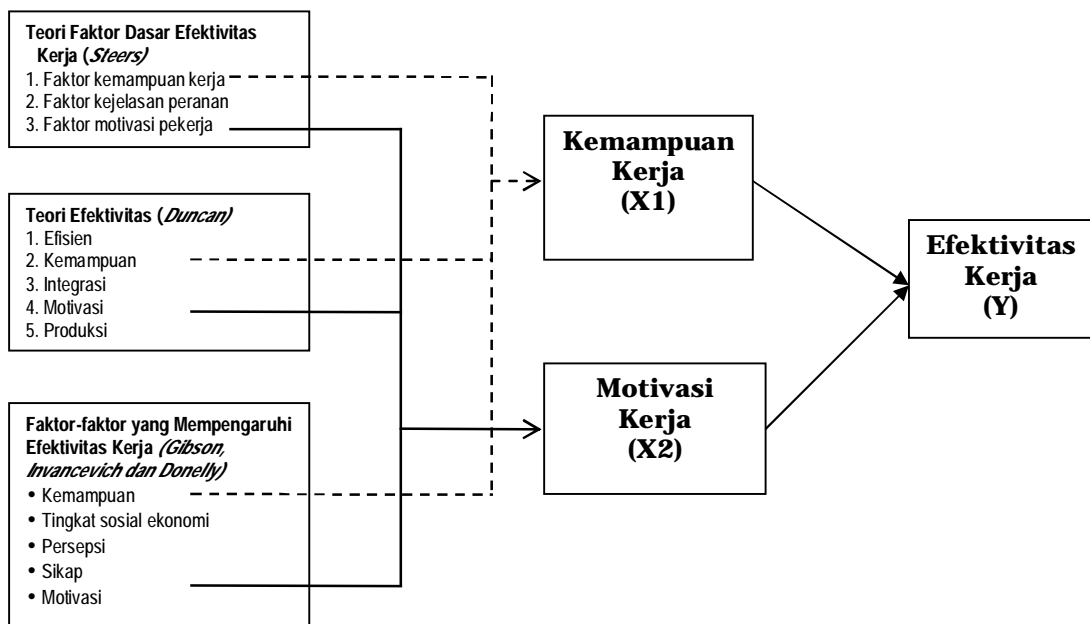 Teori Faktor Dasar Efektivitas
Kerja (Steers)
1. Faktor kemampuan kerja
2. Faktor kejelasan peranan
3. Faktor motivasi pekerja
Teori Efektivitas (Duncan)
1. Efisien
2. Kemampuan
3. Integrasi
4. Motivasi
5. Produksi
Faktor-faktor yang Mempengaruhi
Efektivitas Kerja (Gibson,
Invancevich dan Donelly)
• Kemampuan
• Tingkat sosial ekonomi
• Persepsi
• Sikap
• Motivasi
Kemampuan
Kerja
(X1)
Motivasi
Kerja
(X2)
Efektivitas
Kerja
(Y)